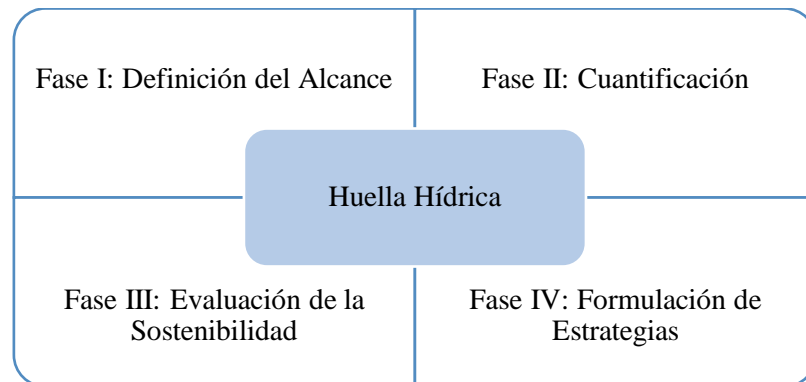 Fase I: Definición del Alcance
Fase II: Cuantificación
Huella Hídrica
Fase III: Evaluación de la
Sostenibilidad
Fase IV: Formulación de
Estrategias